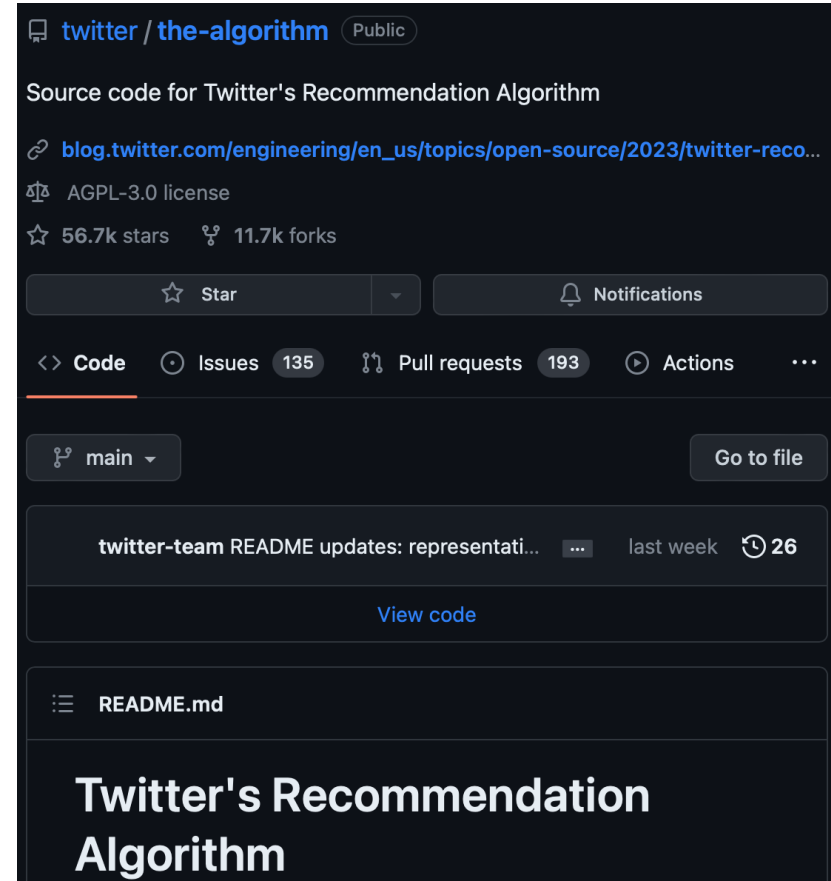 twitter / the-algorithm Public
Source code for Twitter's Recommendation Algorithm
blog.twitter.com/engineering/en_us/topics/open-source/2023/twitter-reco...
AGPL-3.0 license
56.7k stars 11.7k forks
Star Notifications
Code Issues 135 Pull requests 193 Actions ...
main Go to file
twitter-team README updates: representati... ... last week 26
View code
README.md
Twitter's Recommendation
Algorithm